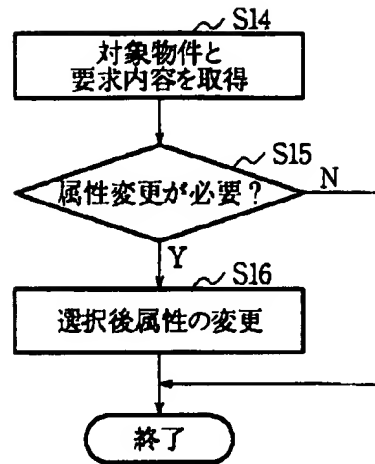 S14
対象物件と
要求内容を取得
S15
属性変更が必要？
N
Y
S16
選択後属性の変更
終了